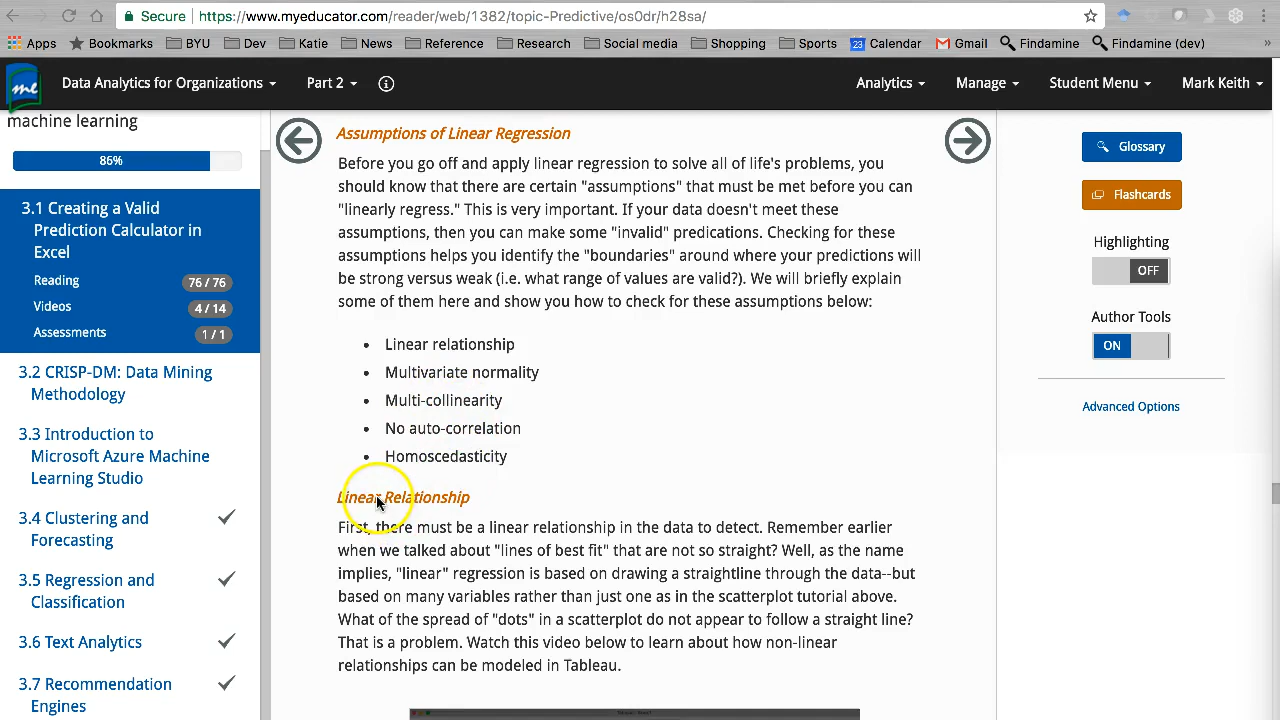 Secure https://www.myeducator.com/reader/web/1382/topic-Predictive/os0dr/h28sa/
Apps Bookmarks BYU Dev Katie News Reference Research Social media Shopping Sports 23 Calendar Gmail Findamine Findamine (dev) »
Data Analytics for Organizations Part 2 Analytics Manage Student Menu Mark Keith
machine learning
86%
3.1 Creating a Valid
Prediction Calculator in
Excel
Reading 76 / 76
Videos 4 / 14
Assessments 1 / 1
3.2 CRISP-DM: Data Mining
Methodology
3.3 Introduction to
Microsoft Azure Machine
Learning Studio
3.4 Clustering and
Forecasting
3.5 Regression and
Classification
3.6 Text Analytics
3.7 Recommendation
Engines
Assumptions of Linear Regression
Before you go off and apply linear regression to solve all of life's problems, you
should know that there are certain "assumptions" that must be met before you can
"linearly regress." This is very important. If your data doesn't meet these
assumptions, then you can make some "invalid" predications. Checking for these
assumptions helps you identify the "boundaries" around where your predictions will
be strong versus weak (i.e. what range of values are valid?). We will briefly explain
some of them here and show you how to check for these assumptions below:
• Linear relationship
• Multivariate normality
• Multi-collinearity
• No auto-correlation
• Homoscedasticity
Linear Relationship
First, there must be a linear relationship in the data to detect. Remember earlier
when we talked about "lines of best fit" that are not so straight? Well, as the name
implies, "linear" regression is based on drawing a straightline through the data--but
based on many variables rather than just one as in the scatterplot tutorial above.
What of the spread of "dots" in a scatterplot do not appear to follow a straight line?
That is a problem. Watch this video below to learn about how non-linear
relationships can be modeled in Tableau.
Glossary
Flashcards
Highlighting
OFF
Author Tools
ON
Advanced Options